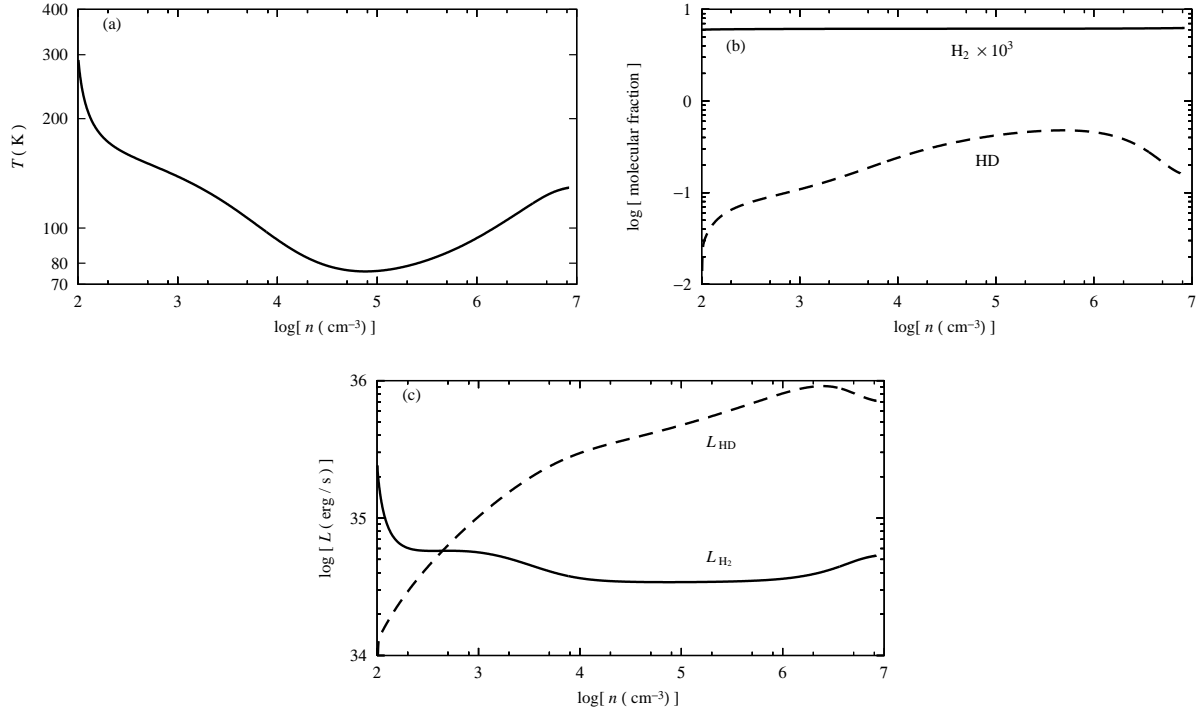 400
300
200
100
80
70
(a)
T ( K )
2
3
4
5
6
7
log[ n ( cm⁻³) ]
1
0
−1
−2
(b)
H₂ ×10³
HD
log [ molecular fraction ]
2
3
4
5
6
7
log[ n ( cm⁻³) ]
36
35
34
(c)
L HD
L H₂
log [ L ( erg / s) ]
2
3
4
5
6
7
log[ n ( cm⁻³) ]